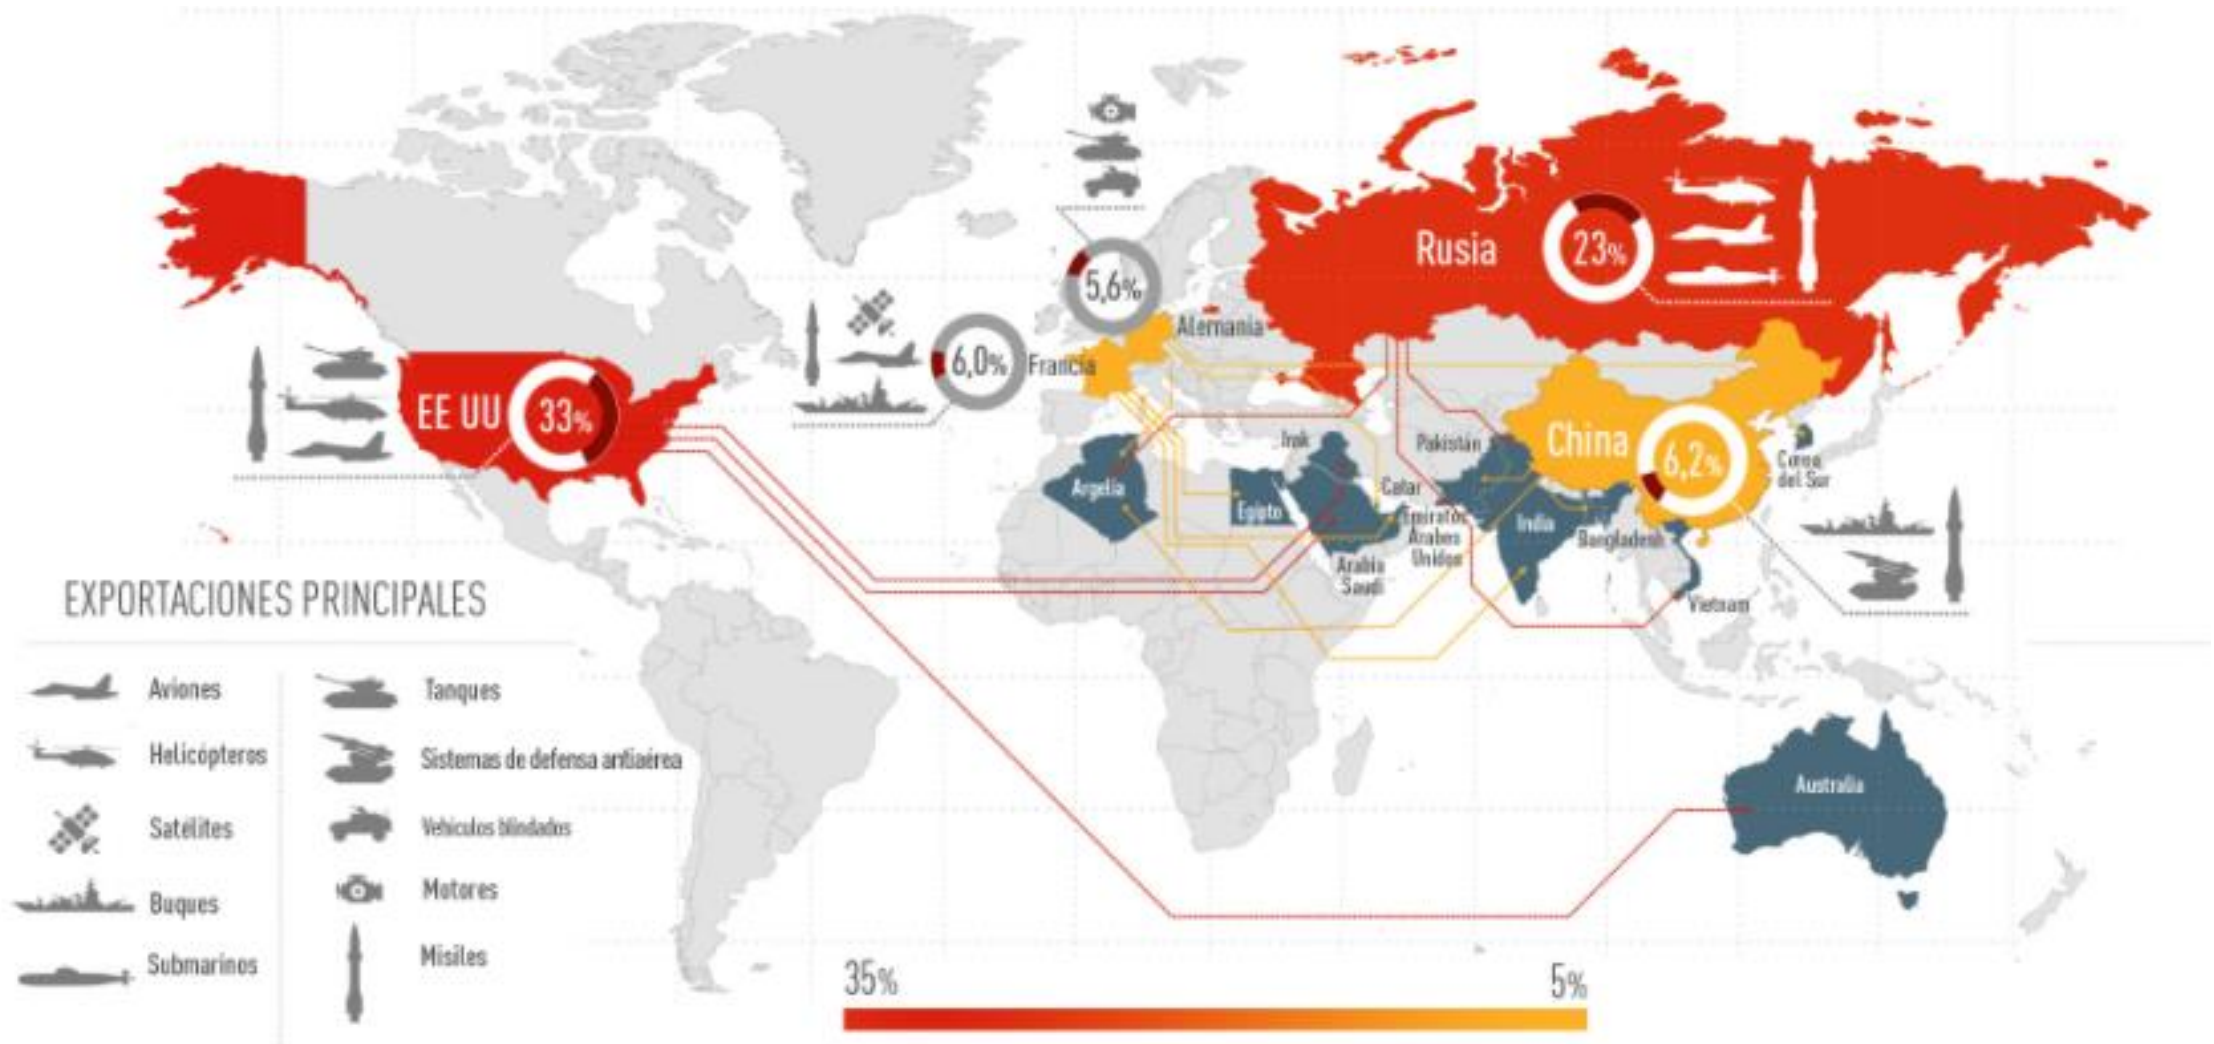 5,6%
Rusia
23%
Alemania
6,0%
Francia
EE UU
33%
China
6,2%
Irak
Pakistán
Corea
del Sur
Argelia
Catar
Egipto
Emiratos
Árabes
Unidos
India
Bangladesh
Arabia
Saudí
Vietnam
EXPORTACIONES PRINCIPALES
Aviones
Helicópteros
Satélites
Buques
Submarinos
Tanques
Sistemas de defensa antiaérea
Vehículos blindados
Motores
Misiles
Australia
35%
5%